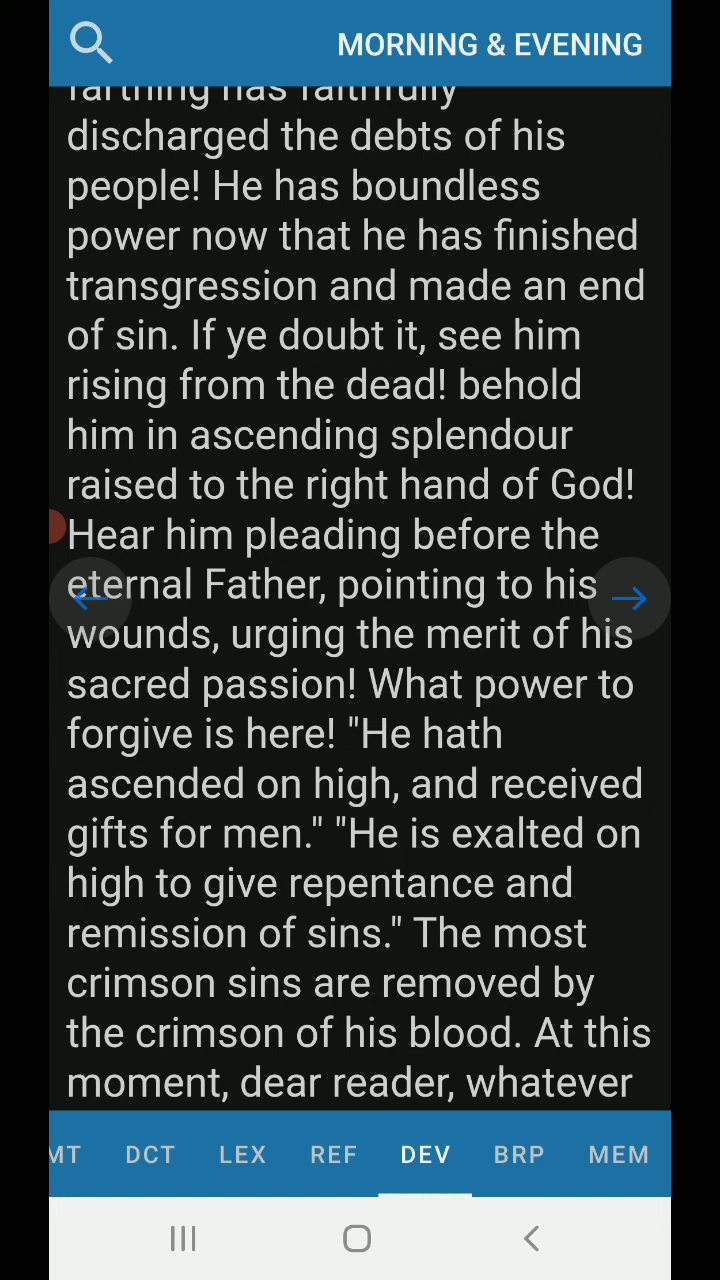 MORNING & EVENING
farthing has faithfully
discharged the debts of his
people! He has boundless
power now that he has finished
transgression and made an end
of sin. If ye doubt it, see him
rising from the dead! behold
him in ascending splendour
raised to the right hand of God!
Hear him pleading before the
eternal Father, pointing to his
wounds, urging the merit of his
sacred passion! What power to
forgive is here! "He hath
ascended on high, and received
gifts for men." "He is exalted on
high to give repentance and
remission of sins." The most
crimson sins are removed by
the crimson of his blood. At this
moment, dear reader, whatever
MT DCT LEX REF DEV BRP MEM